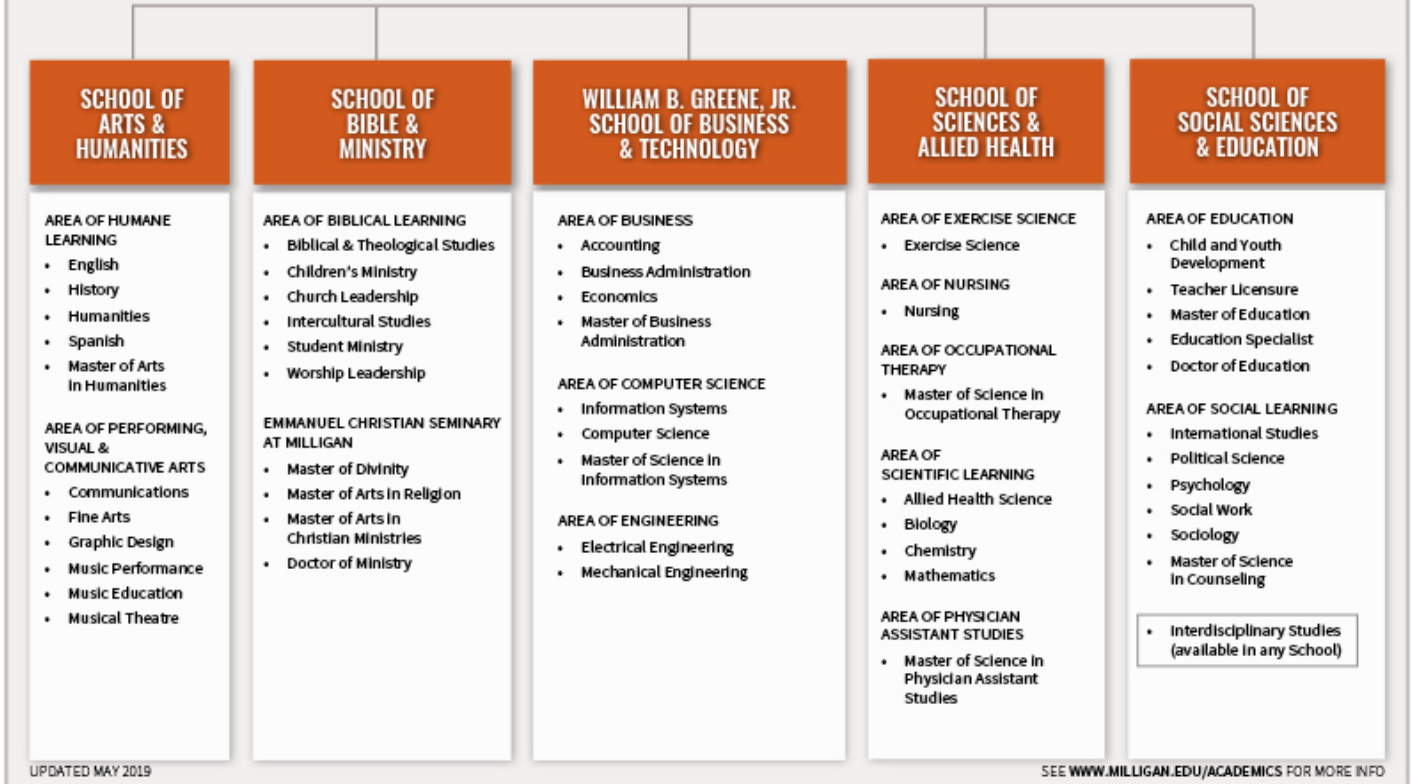 SCHOOL OF
ARTS &
HUMANITIES
AREA OF HUMANE
LEARNING
• English
• History
• Humanities
• Spanish
• Master of Arts
in Humanities
AREA OF PERFORMING,
VISUAL &
COMMUNICATIVE ARTS
• Communications
• Fine Arts
• Graphic Design
• Music Performance
• Music Education
• Musical Theatre
SCHOOL OF
BIBLE &
MINISTRY
AREA OF BIBLICAL LEARNING
• Biblical & Theological Studies
• Children's Ministry
• Church Leadership
• Intercultural Studies
• Student Ministry
• Worship Leadership
EMMANUEL CHRISTIAN SEMINARY
AT MILLIGAN
• Master of Divinity
• Master of Arts in Religion
• Master of Arts in
Christian Ministries
• Doctor of Ministry
WILLIAM B. GREENE, JR.
SCHOOL OF BUSINESS
& TECHNOLOGY
AREA OF BUSINESS
• Accounting
• Business Administration
• Economics
• Master of Business
Administration
AREA OF COMPUTER SCIENCE
• Information Systems
• Computer Science
• Master of Science in
Information Systems
AREA OF ENGINEERING
• Electrical Engineering
• Mechanical Engineering
SCHOOL OF
SCIENCES &
ALLIED HEALTH
AREA OF EXERCISE SCIENCE
• Exercise Science
AREA OF NURSING
• Nursing
AREA OF OCCUPATIONAL
THERAPY
• Master of Science in
Occupational Therapy
AREA OF
SCIENTIFIC LEARNING
• Allied Health Science
• Biology
• Chemistry
• Mathematics
AREA OF PHYSICIAN
ASSISTANT STUDIES
• Master of Science in
Physician Assistant
Studies
SCHOOL OF
SOCIAL SCIENCES
& EDUCATION
AREA OF EDUCATION
• Child and Youth
Development
• Teacher Licensure
• Master of Education
• Education Specialist
• Doctor of Education
AREA OF SOCIAL LEARNING
• International Studies
• Political Science
• Psychology
• Social Work
• Sociology
• Master of Science
in Counseling
• Interdisciplinary Studies
(available in any School)
UPDATED MAY 2019
SEE WWW.MILLIGAN.EDU/ACADEMICS FOR MORE INFO